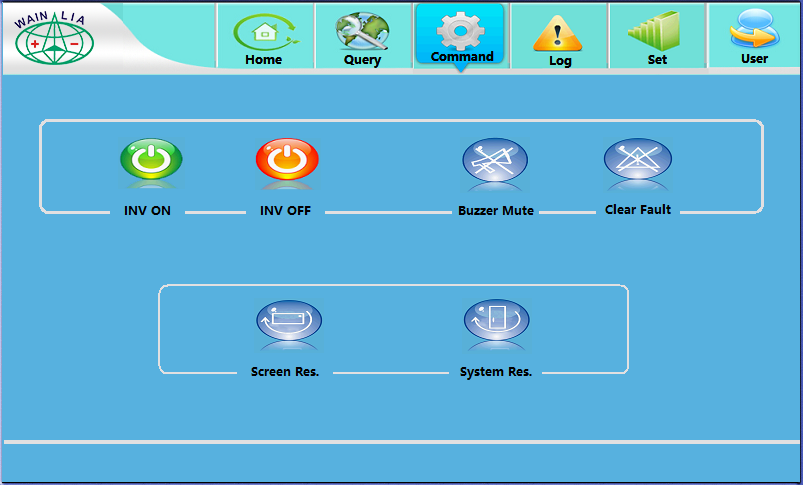 WAIN LIA
Home
Query
Command
Log
Set
User
INV ON
INV OFF
Buzzer Mute
Clear Fault
Screen Res.
System Res.